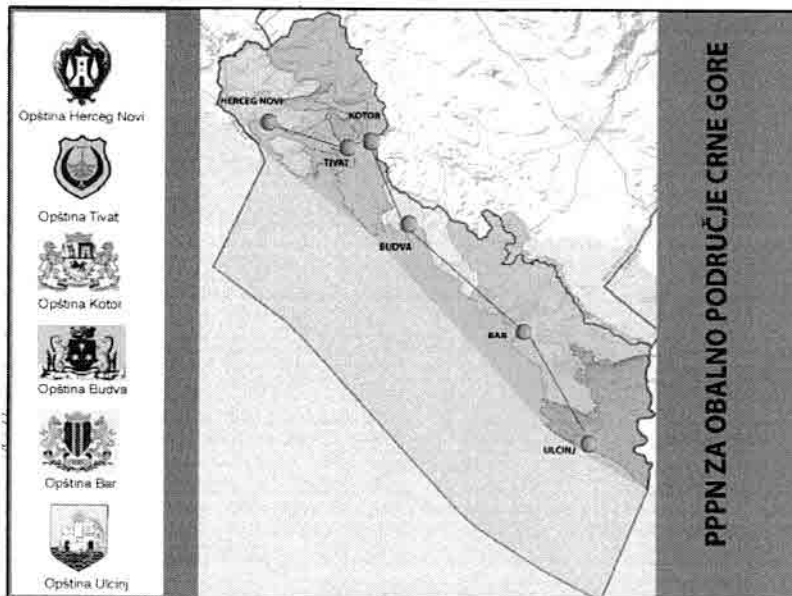 Opština Herceg Novi
Opština Tivat
Opština Kotor
Opština Budva
Opština Bar
Opština Ulcinj
HERCEG NOVI
KOTOR
TIVAT
BUDVA
BAR
ULCINJ
PPPN ZA OBALNO PODRUČJE CRNE GORE